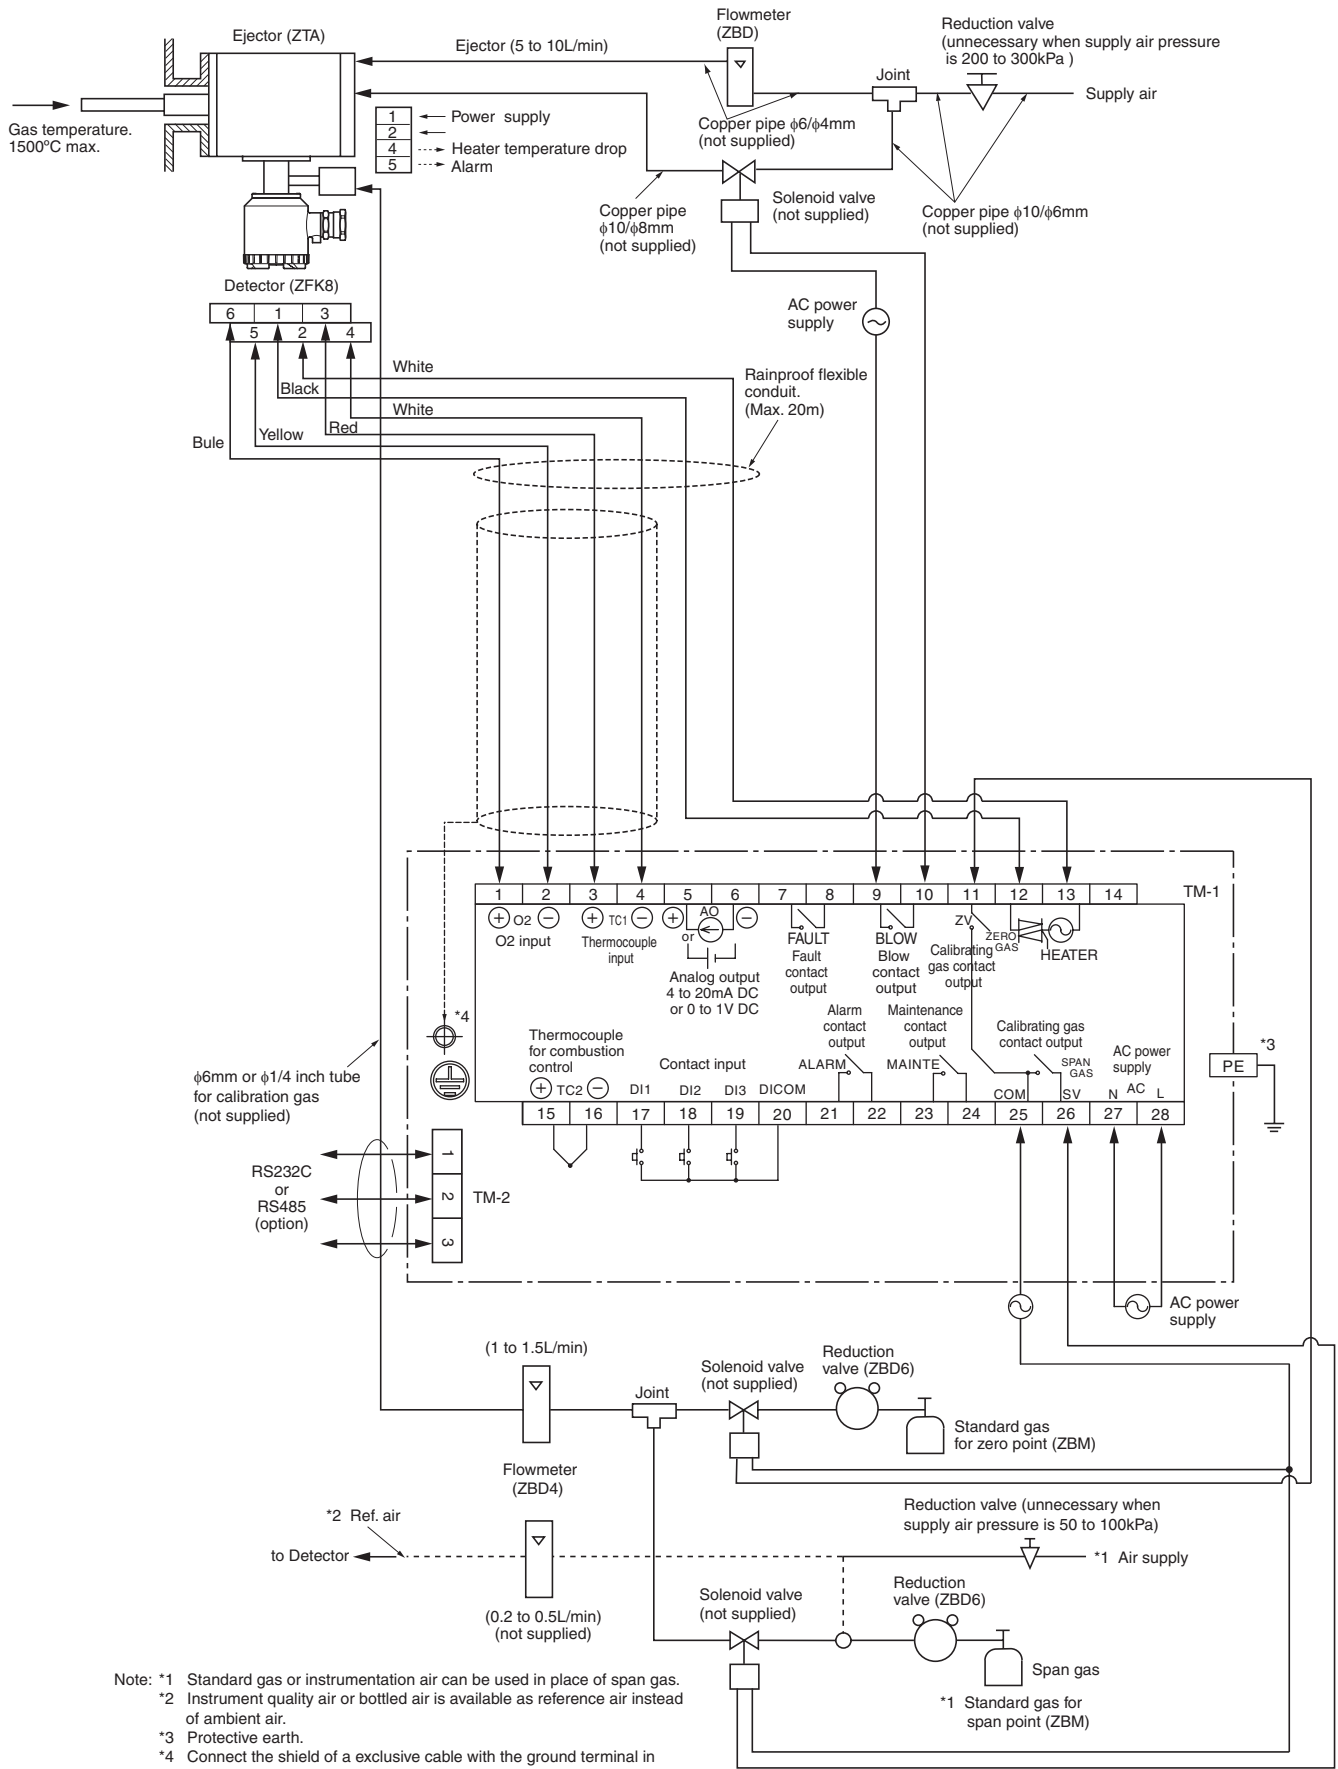 Flowmeter
(ZBD)
Reduction valve
(unnecessary when supply air pressure
is 200 to 300kPa )
Ejector (ZTA)
Ejector (5 to 10L/min)
Joint
Supply air
Gas temperature.
1500°C max.
1 Power supply
2
4 Heater temperature drop
5 Alarm
Copper pipe ϕ6/ϕ4mm
(not supplied)
Copper pipe
ϕ10/ϕ8mm
(not supplied)
Solenoid valve
(not supplied)
Copper pipe ϕ10/ϕ6mm
(not supplied)
Detector (ZFK8)
6 1 3
5 2 4
AC power
supply
White
Black
White
Red
Yellow
Bule
Rainproof flexible
conduit.
(Max. 20m)
1 2 3 4 5 6 7 8 9 10 11 12 13 14
TM-1
+ O2 −
O2 input
+ TC1 −
Thermocouple
input
+ AO −
or
Analog output
4 to 20mA DC
or 0 to 1V DC
FAULT
Fault
contact
output
BLOW
Blow
contact
output
ZV
ZERO
GAS
Calibrating
gas contact
output
HEATER
*4
Thermocouple
for combustion
control
+ TC2 −
Contact input
DI1 DI2 DI3 DICOM
Alarm
contact
output
ALARM
Maintenance
contact
output
MAINTE
Calibrating gas
contact output
SPAN
GAS
COM SV
AC power
supply
N AC L
15 16 17 18 19 20 21 22 23 24 25 26 27 28
*3
PE
ϕ6mm or ϕ1/4 inch tube
for calibration gas
(not supplied)
RS232C
or
RS485
(option)
1
2
3
TM-2
AC power
supply
(1 to 1.5L/min)
Joint
Solenoid valve
(not supplied)
Reduction
valve (ZBD6)
Standard gas
for zero point (ZBM)
Flowmeter
(ZBD4)
*2 Ref. air
to Detector
Reduction valve (unnecessary when
supply air pressure is 50 to 100kPa)
*1 Air supply
(0.2 to 0.5L/min)
(not supplied)
Solenoid valve
(not supplied)
Reduction
valve (ZBD6)
Span gas
*1 Standard gas for
span point (ZBM)
Note: *1 Standard gas or instrumentation air can be used in place of span gas.
*2 Instrument quality air or bottled air is available as reference air instead
of ambient air.
*3 Protective earth.
*4 Connect the shield of a exclusive cable with the ground terminal in